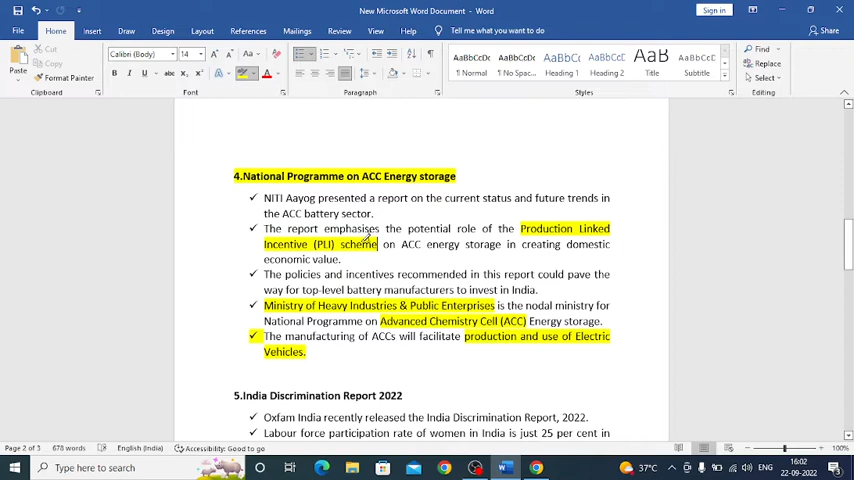 New Microsoft Word Document - Word
Sign in
File Home Insert Draw Design Layout References Mailings Review View Help Tell me what you want to do Share
Cut
Copy
Format Painter
Paste
Clipboard
Calibri (Body) 14
Font
Paragraph
AaBbCcDc AaBbCcDc AaBbC AaBbCcD AaB AaBbCcC
¶ Normal ¶ No Spac... Heading 1 Heading 2 Title Subtitle
Styles
Find
Replace
Select
Editing
4.National Programme on ACC Energy storage
✓ NITI Aayog presented a report on the current status and future trends in
the ACC battery sector.
✓ The report emphasises the potential role of the Production Linked
Incentive (PLI) scheme on ACC energy storage in creating domestic
economic value.
✓ The policies and incentives recommended in this report could pave the
way for top-level battery manufacturers to invest in India.
✓ Ministry of Heavy Industries & Public Enterprises is the nodal ministry for
National Programme on Advanced Chemistry Cell (ACC) Energy storage.
✓ The manufacturing of ACCs will facilitate production and use of Electric
Vehicles.
5.India Discrimination Report 2022
✓ Oxfam India recently released the India Discrimination Report, 2022.
✓ Labour force participation rate of women in India is just 25 per cent in
Page 2 of 3 678 words English (India) Accessibility: Good to go 100%
Type here to search
37°C
ENG
16:02
22-09-2022